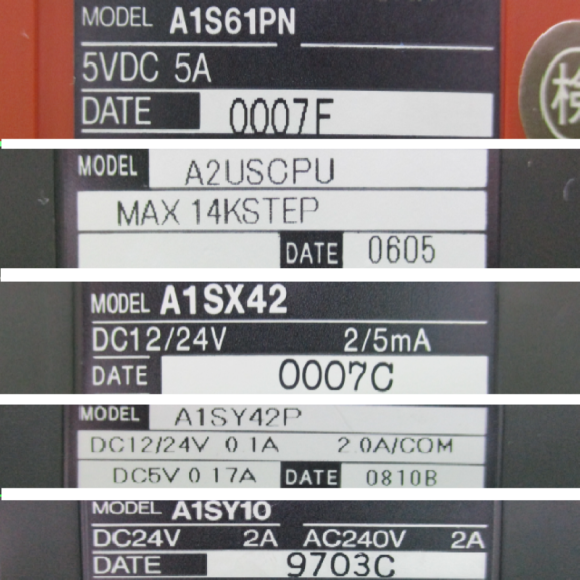 MODEL A1S61PN
5VDC 5A
DATE 0007F
検
MODEL A2USCPU
MAX 14KSTEP
DATE 0605
MODEL A1SX42
DC12/24V 2/5mA
DATE 0007C
MODEL A1SY42P
DC12/24V 0.1A 2.0A/COM
DC5V 0.17A DATE 0810B
MODEL A1SY10
DC24V 2A AC240V 2A
DATE 9703C